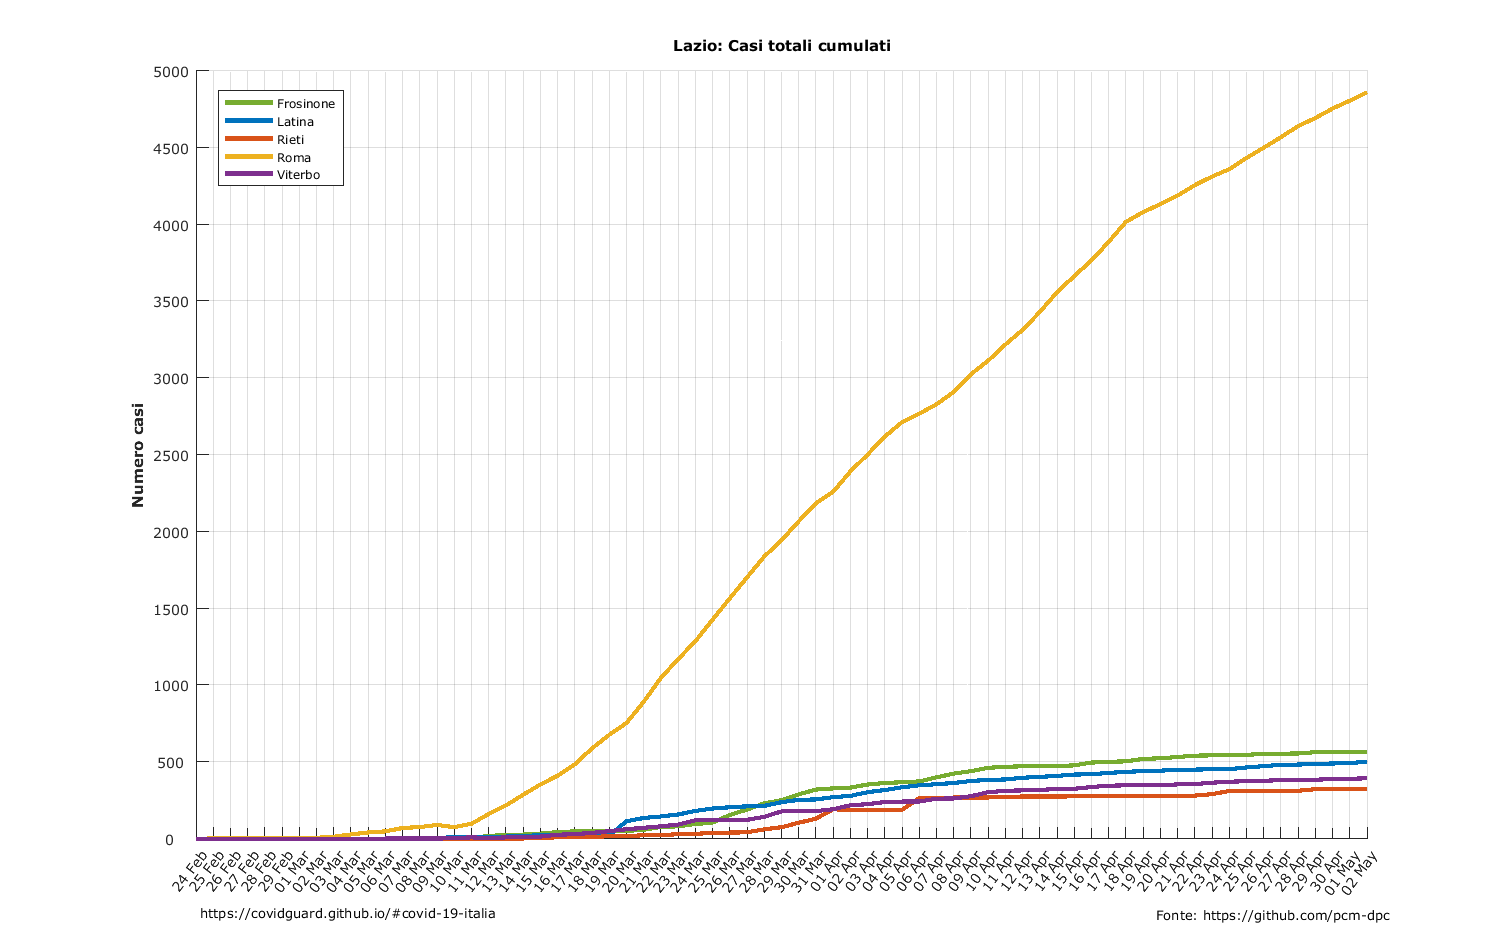 Lazio: Casi totali cumulati
Numero casi
5000
4500
4000
3500
3000
2500
2000
1500
1000
500
0
Frosinone
Latina
Rieti
Roma
Viterbo
24 Feb
25 Feb
26 Feb
27 Feb
28 Feb
29 Feb
01 Mar
02 Mar
03 Mar
04 Mar
05 Mar
06 Mar
07 Mar
08 Mar
09 Mar
10 Mar
11 Mar
12 Mar
13 Mar
14 Mar
15 Mar
16 Mar
17 Mar
18 Mar
19 Mar
20 Mar
21 Mar
22 Mar
23 Mar
24 Mar
25 Mar
26 Mar
27 Mar
28 Mar
29 Mar
30 Mar
31 Mar
01 Apr
02 Apr
03 Apr
04 Apr
05 Apr
06 Apr
07 Apr
08 Apr
09 Apr
10 Apr
11 Apr
12 Apr
13 Apr
14 Apr
15 Apr
16 Apr
17 Apr
18 Apr
19 Apr
20 Apr
21 Apr
22 Apr
23 Apr
24 Apr
25 Apr
26 Apr
27 Apr
28 Apr
29 Apr
30 Apr
01 May
02 May
https://covidguard.github.io/#covid-19-italia
Fonte: https://github.com/pcm-dpc